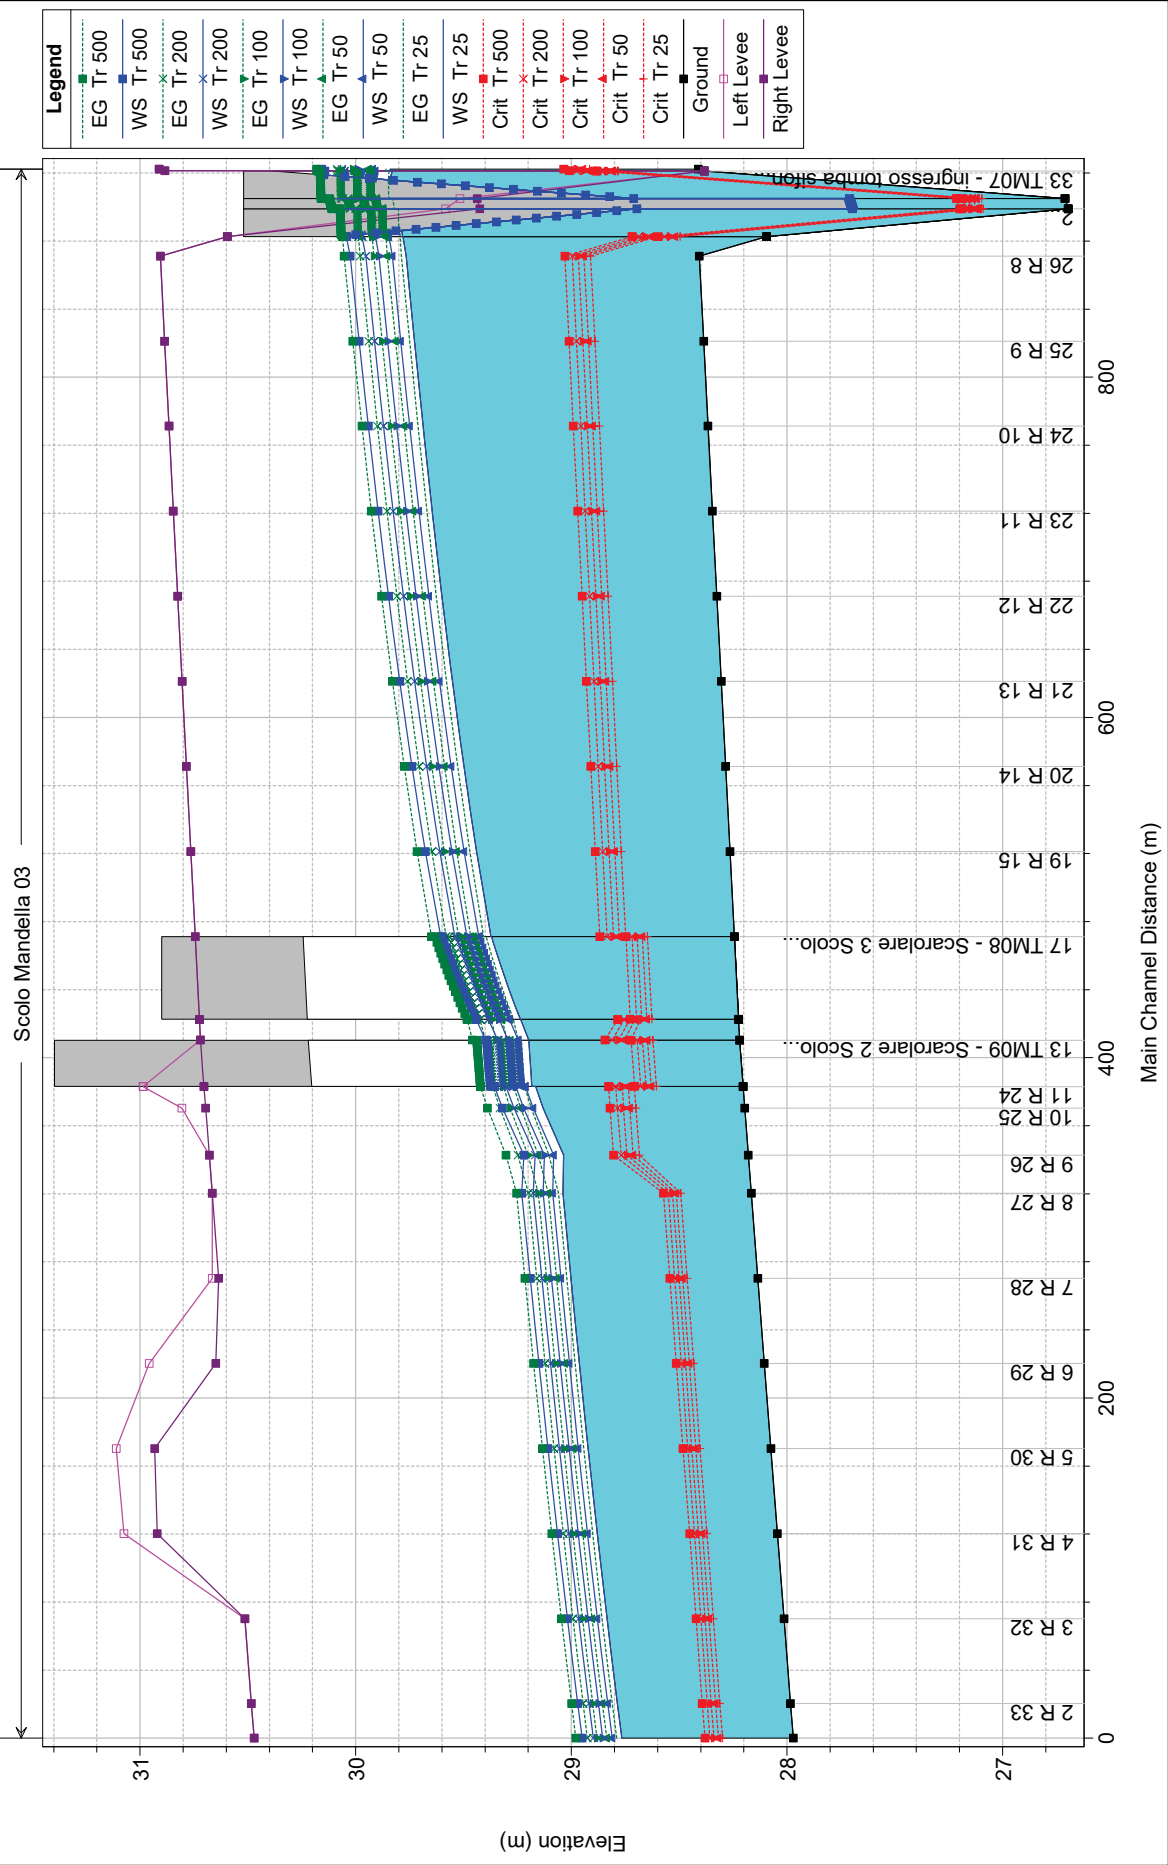 Scolo Mandella 03
Legend
EG Tr 500
WS Tr 500
EG Tr 200
WS Tr 200
EG Tr 100
WS Tr 100
EG Tr 50
WS Tr 50
EG Tr 25
WS Tr 25
Crit Tr 500
Crit Tr 200
Crit Tr 100
Crit Tr 50
Crit Tr 25
Ground
Left Levee
Right Levee
Elevation (m)
31
30
29
28
27
2 R 33
3 R 32
4 R 31
5 R 30
6 R 29
7 R 28
8 R 27
9 R 26
10 R 25
11 R 24
13 TM09 - Scarolare 2 Scolo...
17 TM08 - Scarolare 3 Scolo...
19 R 15
20 R 14
21 R 13
22 R 12
23 R 11
24 R 10
25 R 9
26 R 8
2
33 TM07 - ingresso tomba sifon...
0
200
400
600
800
Main Channel Distance (m)